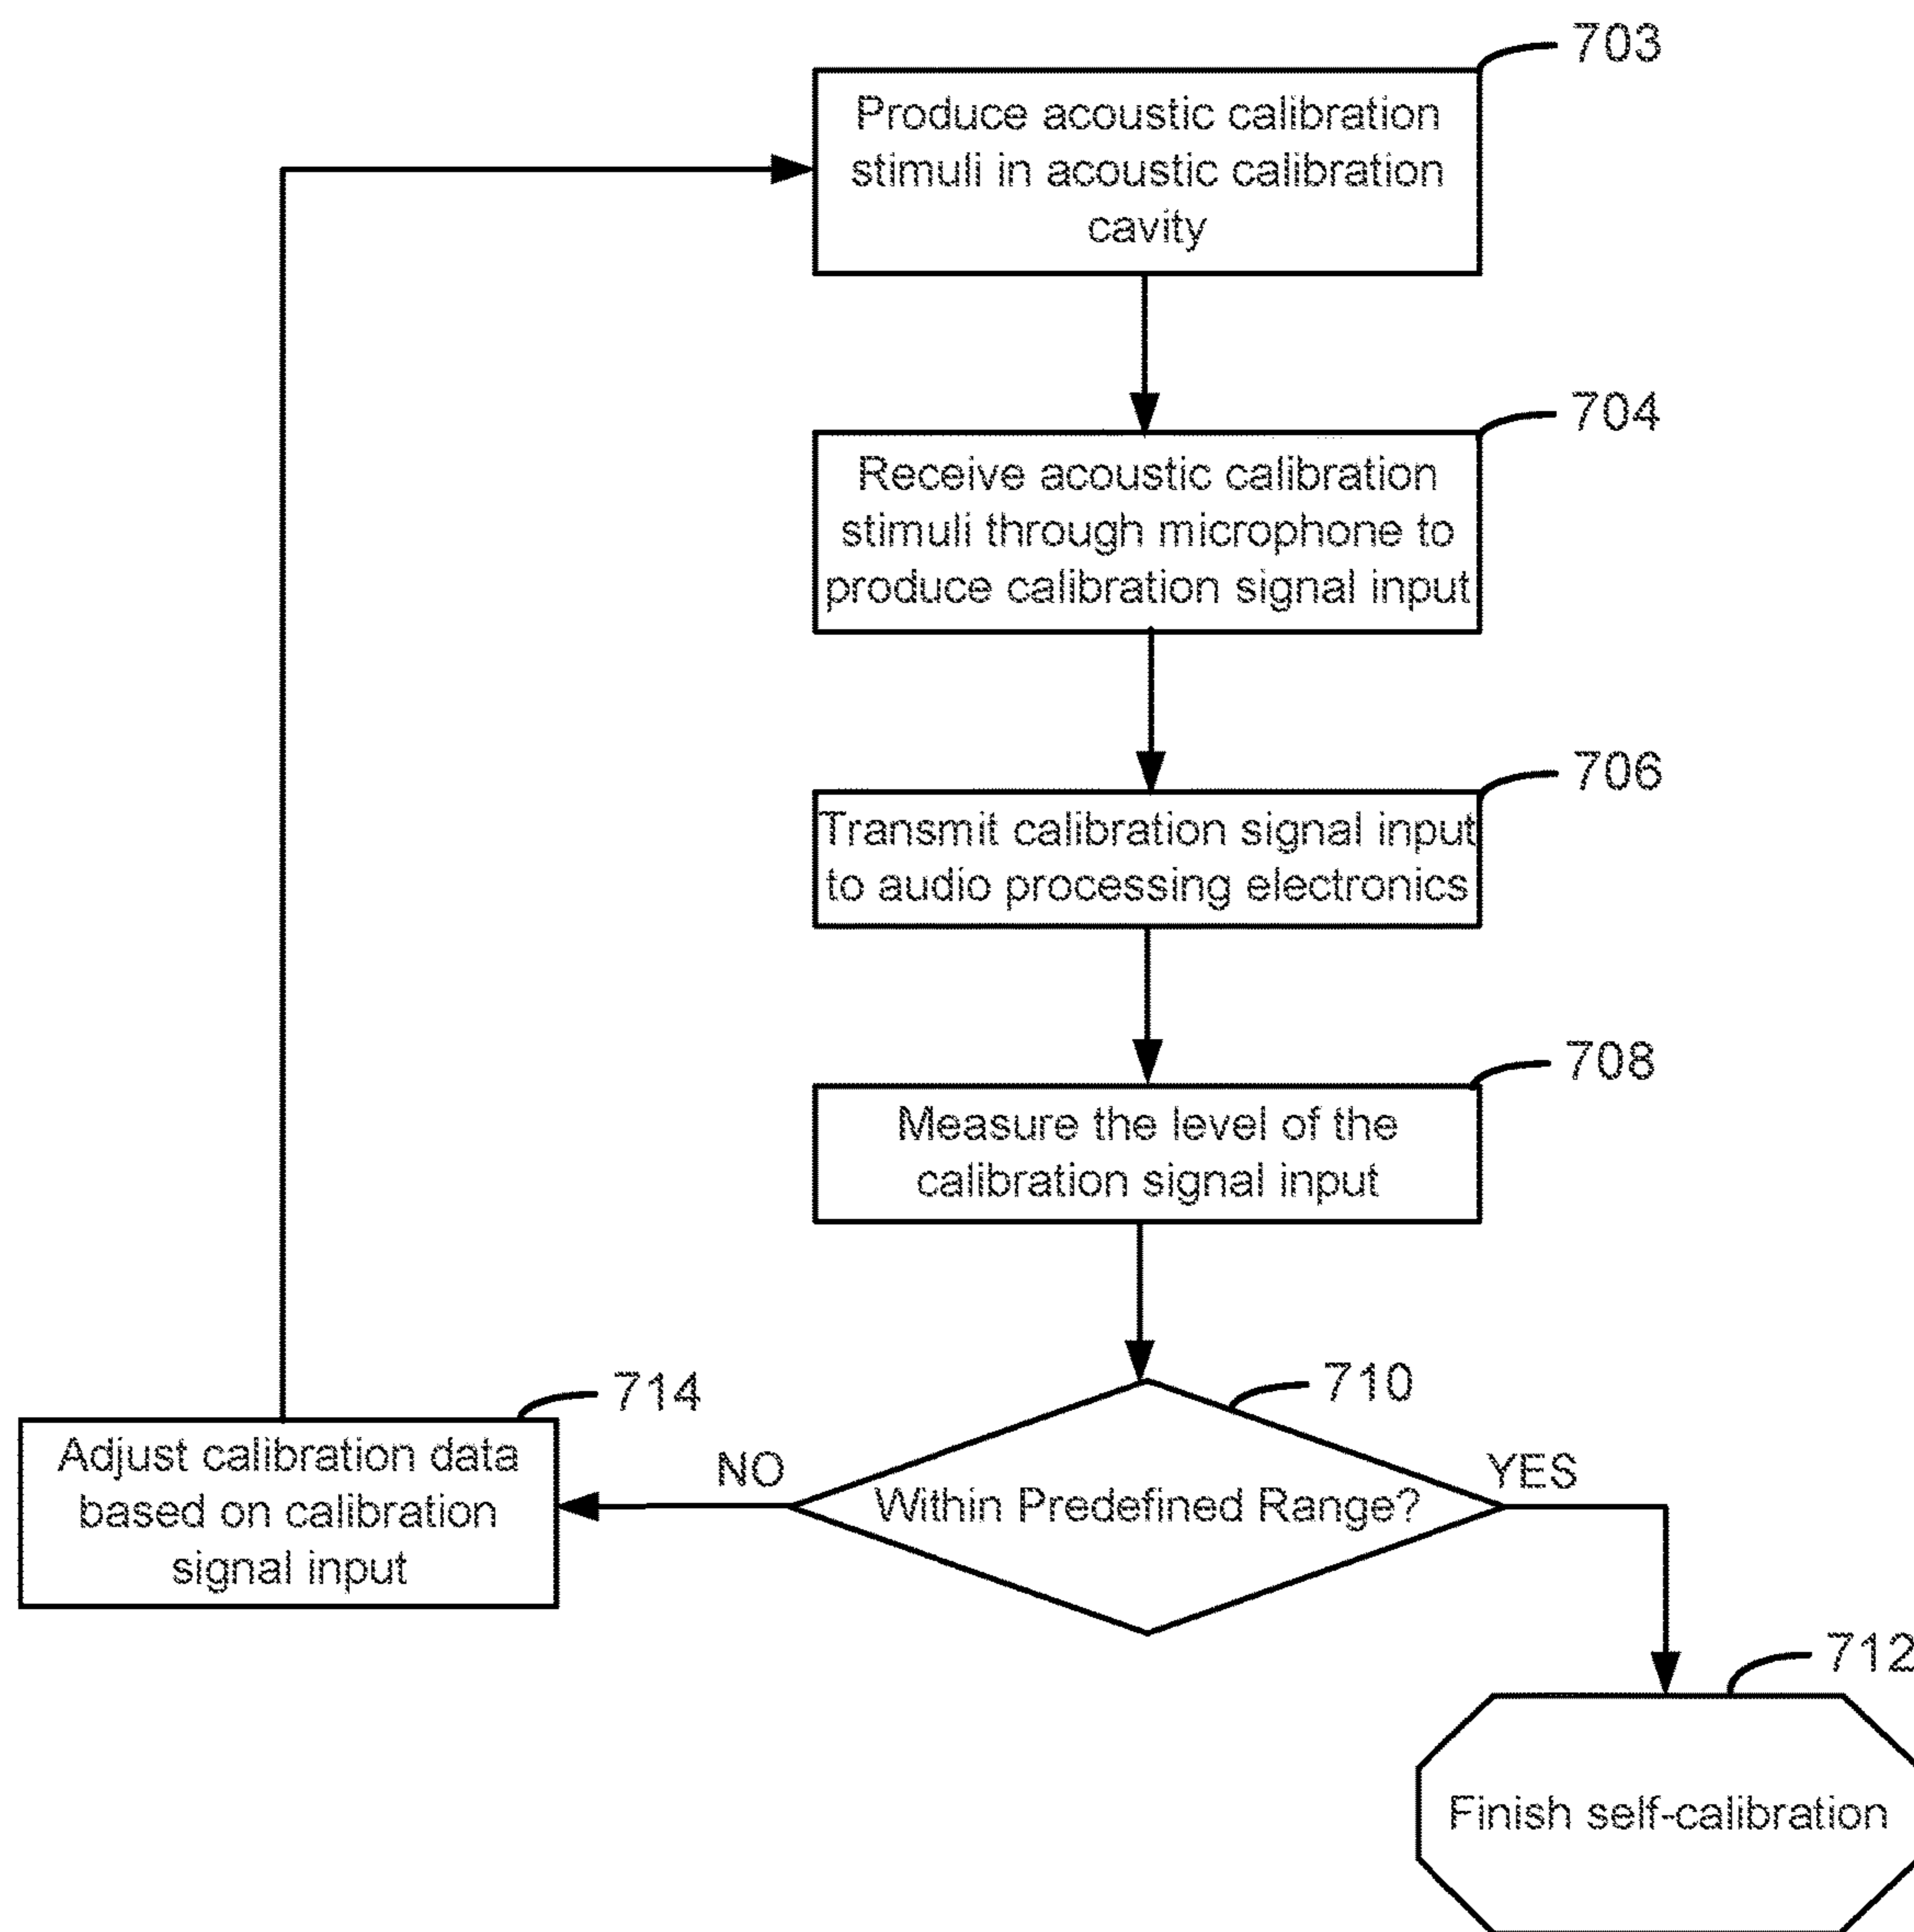 703
Produce acoustic calibration
stimuli in acoustic calibration
cavity
704
Receive acoustic calibration
stimuli through microphone to
produce calibration signal input
706
Transmit calibration signal input
to audio processing electronics
708
Measure the level of the
calibration signal input
710
Within Predefined Range?
NO
YES
714
Adjust calibration data
based on calibration
signal input
712
Finish self-calibration